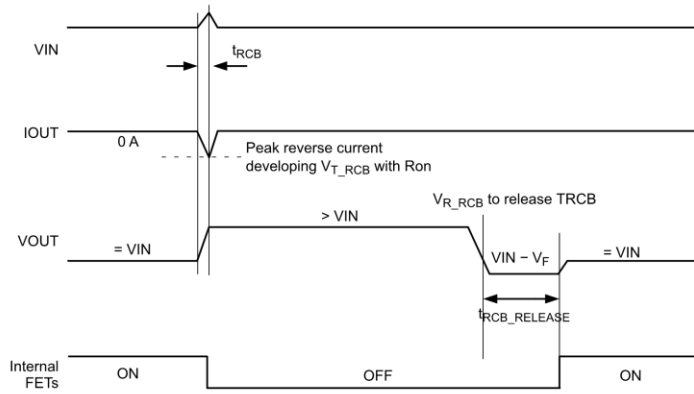 VIN
tRCB
IOUT
0 A
Peak reverse current
developing VT_RCB with Ron
VR_RCB to release TRCB
> VIN
VOUT
= VIN
VIN − VF
= VIN
tRCB_RELEASE
Internal
FETs
ON
OFF
ON